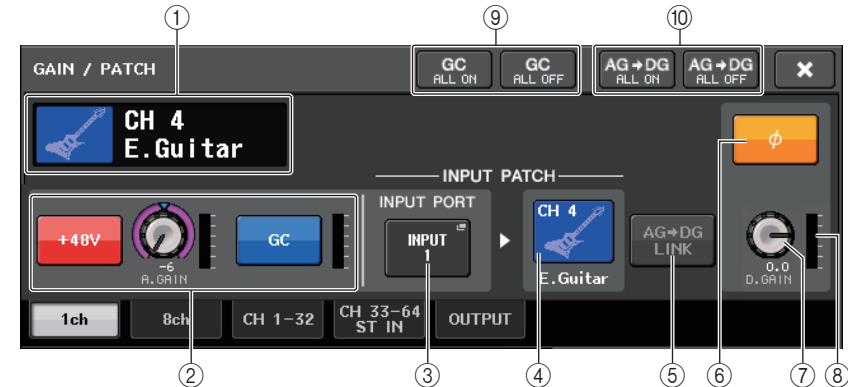 ① ⑨ ⑩
GAIN / PATCH
GC
ALL ON
GC
ALL OFF
AG→DG
ALL ON
AG→DG
ALL OFF
×
CH 4
E.Guitar
ϕ
INPUT PATCH
INPUT PORT
+48V
-6
A.GAIN
GC
INPUT
1
CH 4
E.Guitar
AG→DG
LINK
0.0
D.GAIN
1ch
8ch
CH 1-32
CH 33-64
ST IN
OUTPUT
② ③ ④ ⑤ ⑥ ⑦ ⑧